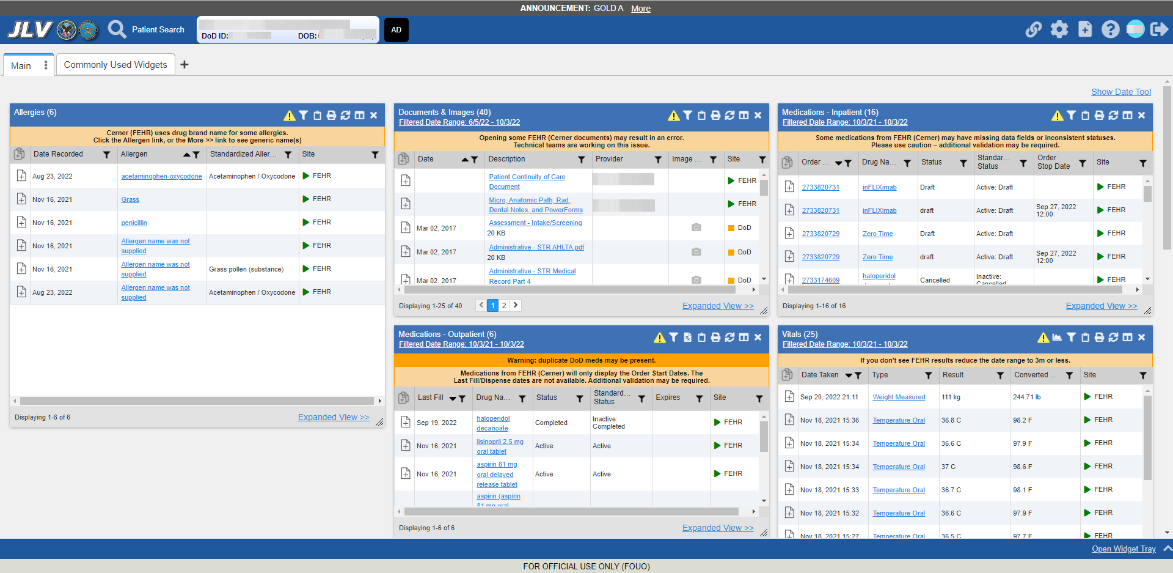 ANNOUNCEMENT: GOLD A More
JLV
Patient Search
DoD ID:
DOB:
AD
Main
Commonly Used Widgets
Show Date Tool
Allergies (6)
Cerner (FEHR) uses drug brand name for some allergies.
Click the Allergen link, or the More >> link to see generic name(s)
Date Recorded Allergen Standardized Aller... Site
Aug 23, 2022 acetaminophen-oxycodone Acetaminophen / Oxycodone FEHR
Nov 16, 2021 Grass FEHR
Nov 16, 2021 penicillin FEHR
Nov 16, 2021 Allergen name was not supplied FEHR
Nov 16, 2021 Allergen name was not supplied Grass pollen (substance) FEHR
Aug 23, 2022 Allergen name was not supplied Acetaminophen / Oxycodone FEHR
Displaying 1-6 of 6
Expanded View >>
Documents & Images (40)
Filtered Date Range: 6/5/22 - 10/3/22
Opening some FEHR (Cerner documents) may result in an error.
Technical teams are working on this issue.
Date Description Provider Image ... Site
Patient Continuity of Care Document FEHR
Micro, Anatomic Path, Rad, Dental Notes, and PowerForms FEHR
Mar 02, 2017 Assessment - Intake/Screening 20 KB DoD
Mar 02, 2017 Administrative - STR AHLTA pdf 26 KB DoD
Mar 02, 2017 Administrative - STR Medical Record Part 4 DoD
Displaying 1-25 of 40
1 2
Expanded View >>
Medications - Inpatient (16)
Filtered Date Range: 10/3/21 - 10/3/22
Some medications from FEHR (Cerner) may have missing data fields or inconsistent statuses.
Please use caution – additional validation may be required.
Order ... Drug Na... Status Standar... Status Order Stop Date Site
2733820731 inFLIXimab Draft Active: Draft FEHR
2733820731 inFLIXimab draft Active: Draft Sep 27, 2022 12:00 FEHR
2733820729 Zero Time Draft Active: Draft FEHR
2733820729 Zero Time draft Active: Draft Sep 27, 2022 12:00 FEHR
2733174609 haloperidol Cancelled Inactive: Cancelled FEHR
Displaying 1-16 of 16
Expanded View >>
Medications - Outpatient (6)
Filtered Date Range: 10/3/21 - 10/3/22
Warning: duplicate DoD meds may be present.
Medications from FEHR (Cerner) will only display the Order Start Dates. The
Last Fill/Dispense dates are not available. Additional validation may be required.
Last Fill Drug Na... Status Standard... Status Expires Site
Sep 19, 2022 haloperidol decanoate Completed Inactive: Completed FEHR
Nov 16, 2021 lisinopril 2.5 mg oral tablet Active Active FEHR
Nov 16, 2021 aspirin 81 mg oral delayed release tablet Active Active FEHR
aspirin (aspirin 81 mg oral
Displaying 1-6 of 6
Expanded View >>
Vitals (25)
Filtered Date Range: 10/3/21 - 10/3/22
If you don't see FEHR results reduce the date range to 3m or less.
Date Taken Type Result Converted ... Site
Sep 20, 2022 21:11 Weight Measured 111 kg 244.71 lb FEHR
Nov 18, 2021 15:36 Temperature Oral 36.8 C 98.2 F FEHR
Nov 18, 2021 15:34 Temperature Oral 36.6 C 97.9 F FEHR
Nov 18, 2021 15:34 Temperature Oral 37 C 98.6 F FEHR
Nov 18, 2021 15:33 Temperature Oral 36.7 C 98.1 F FEHR
Nov 18, 2021 15:32 Temperature Oral 36.6 C 97.9 F FEHR
Nov 18, 2021 15:27 Temperature Oral 36.5 C 97.7 F FEHR
Open Widget Tray
FOR OFFICIAL USE ONLY (FOUO)